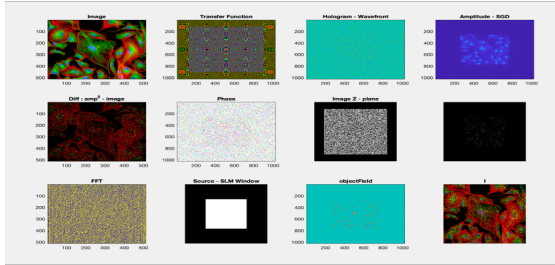 Image
Transfer Function
Hologram - Wavefront
Amplitude - SGD
100
200
300
400
500
100 200 300 400 500
200
400
600
800
1000
200 400 600 800 1000
200
400
600
800
1000
200 400 600 800 1000
200
400
600
800
1000
200 400 600 800 1000
Diff : amp² - image
Phase
Image Z - plane
100
200
300
400
500
100 200 300 400 500
200
400
600
800
1000
200 400 600 800 1000
FFT
Source - SLM Window
objectField
I
100
200
300
400
500
100 200 300 400 500
200
400
600
800
1000
200 400 600 800 1000